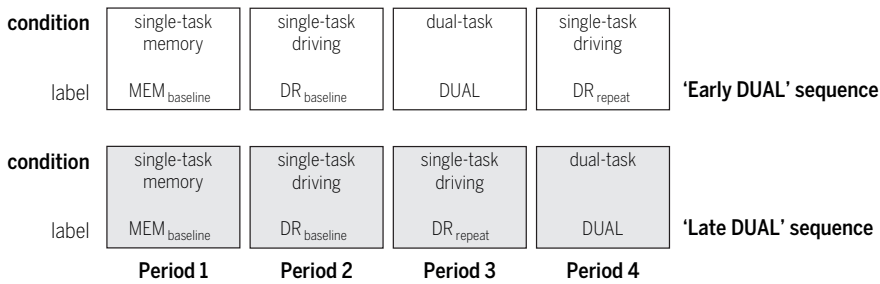 condition single-task single-task dual-task single-task
memory driving driving
label MEM baseline DR baseline DUAL DR repeat 'Early DUAL' sequence
condition single-task single-task single-task dual-task
memory driving driving
label MEM baseline DR baseline DR repeat DUAL 'Late DUAL' sequence
Period 1 Period 2 Period 3 Period 4